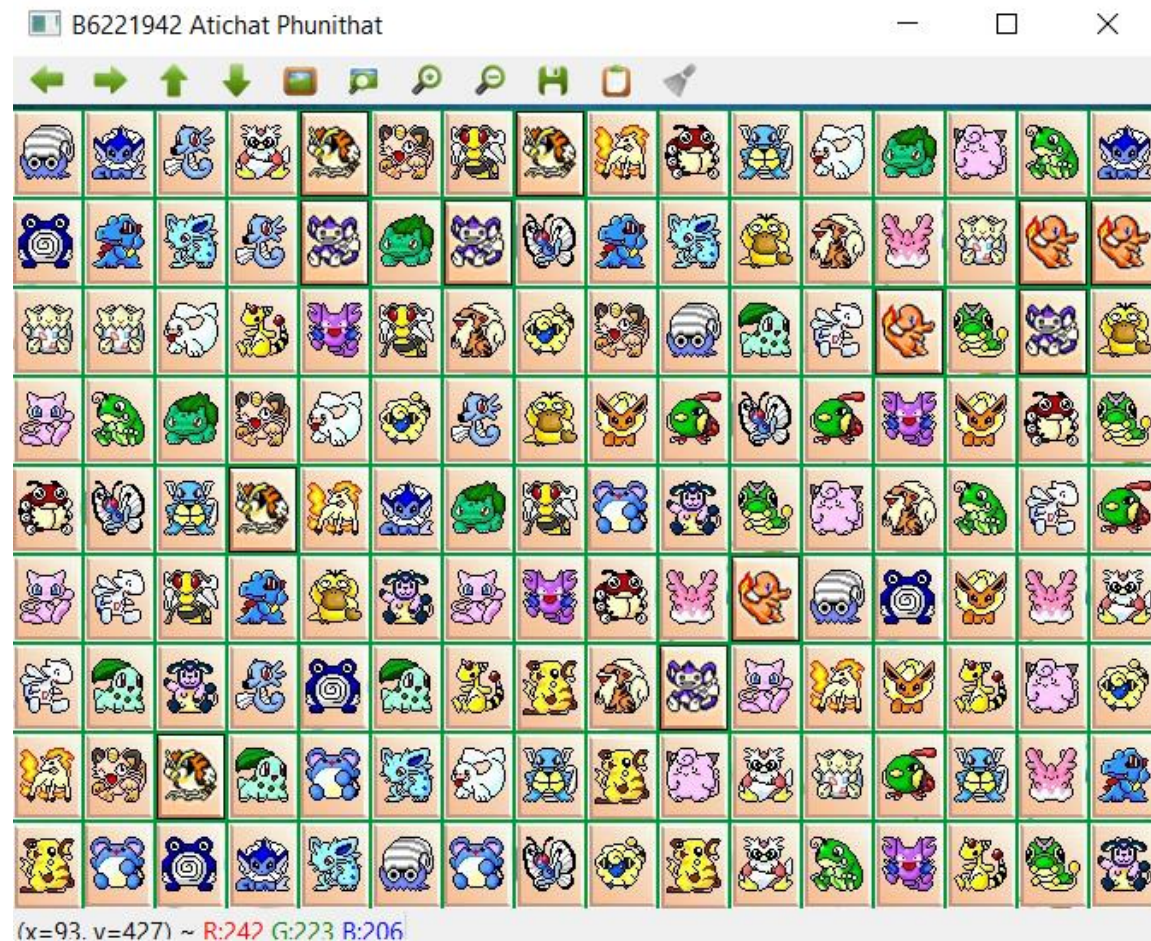 B6221942 Atichat Phunithat
(x=93, y=427) ~ R:242 G:223 B:206